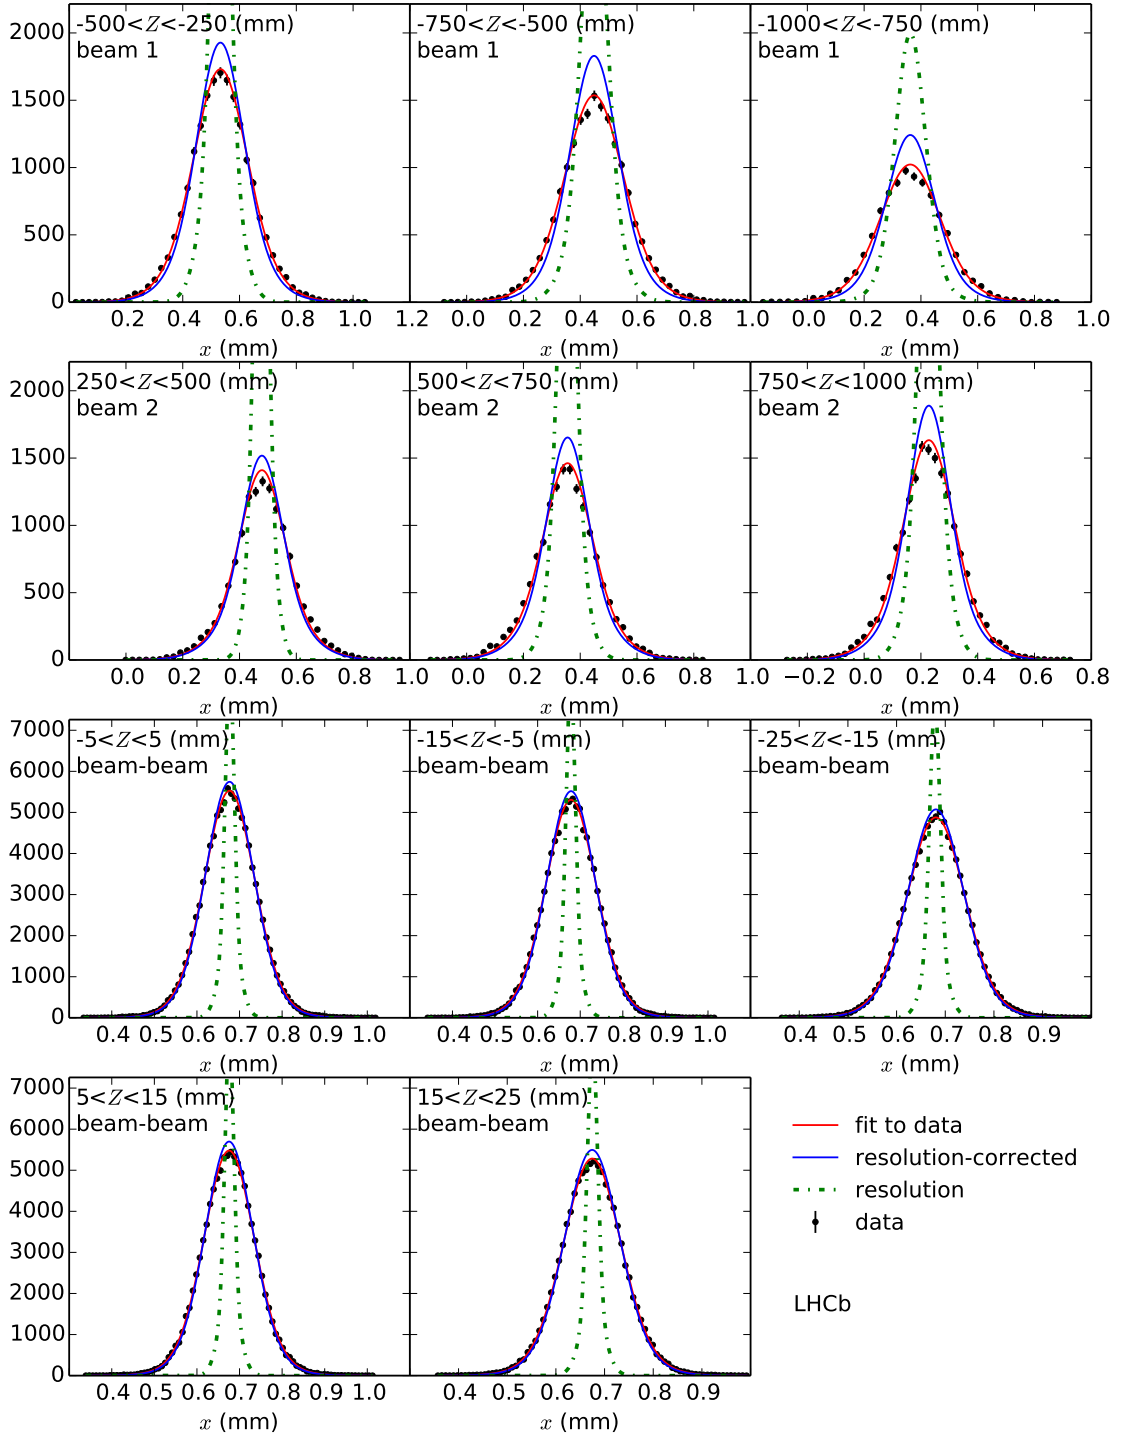 -500<Z<-250 (mm)
beam 1
-750<Z<-500 (mm)
beam 1
-1000<Z<-750 (mm)
beam 1
2000
1500
1000
500
0
0.2 0.4 0.6 0.8 1.0 1.2
0.0 0.2 0.4 0.6 0.8 1.0
0.0 0.2 0.4 0.6 0.8 1.0
x (mm)
x (mm)
x (mm)
250<Z<500 (mm)
beam 2
500<Z<750 (mm)
beam 2
750<Z<1000 (mm)
beam 2
2000
1500
1000
500
0
0.0 0.2 0.4 0.6 0.8 1.0
0.0 0.2 0.4 0.6 0.8 1.0
−0.2 0.0 0.2 0.4 0.6 0.8
x (mm)
x (mm)
x (mm)
-5<Z<5 (mm)
beam-beam
-15<Z<-5 (mm)
beam-beam
-25<Z<-15 (mm)
beam-beam
7000
6000
5000
4000
3000
2000
1000
0
0.4 0.5 0.6 0.7 0.8 0.9 1.0
0.4 0.5 0.6 0.7 0.8 0.9 1.0
0.4 0.5 0.6 0.7 0.8 0.9
x (mm)
x (mm)
x (mm)
5<Z<15 (mm)
beam-beam
15<Z<25 (mm)
beam-beam
7000
6000
5000
4000
3000
2000
1000
0
0.4 0.5 0.6 0.7 0.8 0.9 1.0
0.4 0.5 0.6 0.7 0.8 0.9
x (mm)
x (mm)
fit to data
resolution-corrected
resolution
data
LHCb